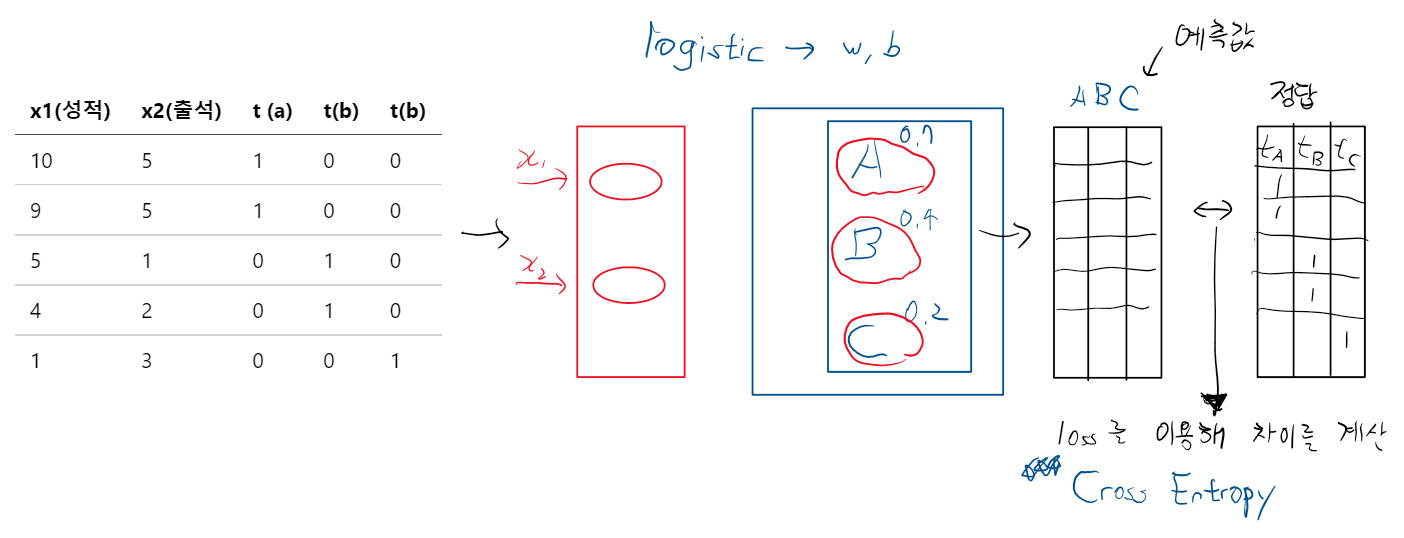 logistic → w, b
예측값
x1(성적) x2(출석) t (a) t(b) t(b)
10 5 1 0 0
9 5 1 0 0
5 1 0 1 0
4 2 0 1 0
1 3 0 0 1
x₁
x₂
A 0.7
B 0.4
C 0.2
A B C
정답
t_A t_B t_C
1
1
1
1
1
loss를 이용해 차이를 계산
Cross Entropy